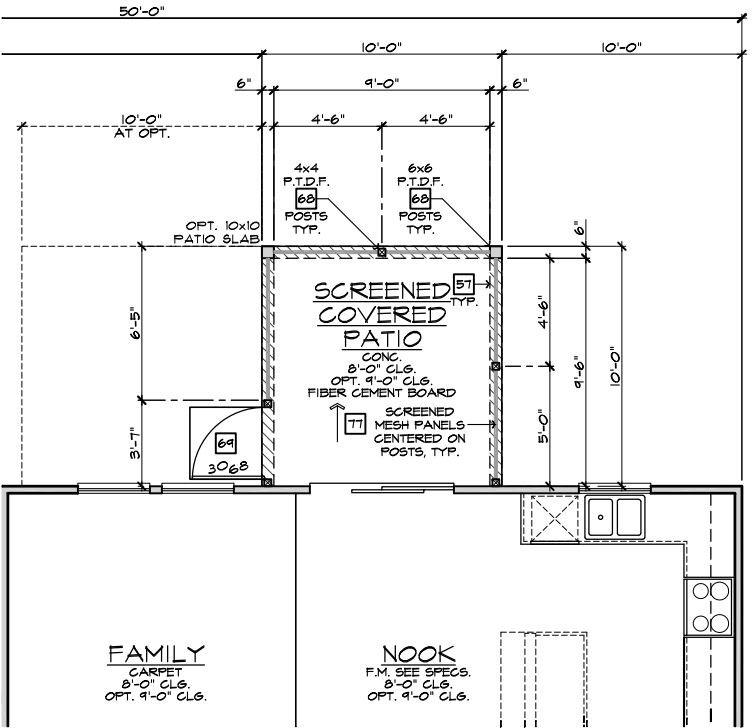 50'-0"
10'-0"
10'-0"
6"
9'-0"
6"
10'-0"
AT OPT.
4'-6"
4'-6"
4x4
P.T.D.F.
68
POSTS
TYP.
6x6
P.T.D.F.
68
POSTS
TYP.
OPT. 10x10
PATIO SLAB
6"
57
TYP.
SCREENED
COVERED
PATIO
CONC.
8'-0" CLG.
OPT. 9'-0" CLG.
FIBER CEMENT BOARD
6'-5"
4'-6"
9'-6"
10'-0"
77
SCREENED
MESH PANELS
CENTERED ON
POSTS, TYP.
3'-7"
69
3068
5'-0"
FAMILY
CARPET
8'-0" CLG.
OPT. 9'-0" CLG.
NOOK
F.M. SEE SPECS.
8'-0" CLG.
OPT. 9'-0" CLG.